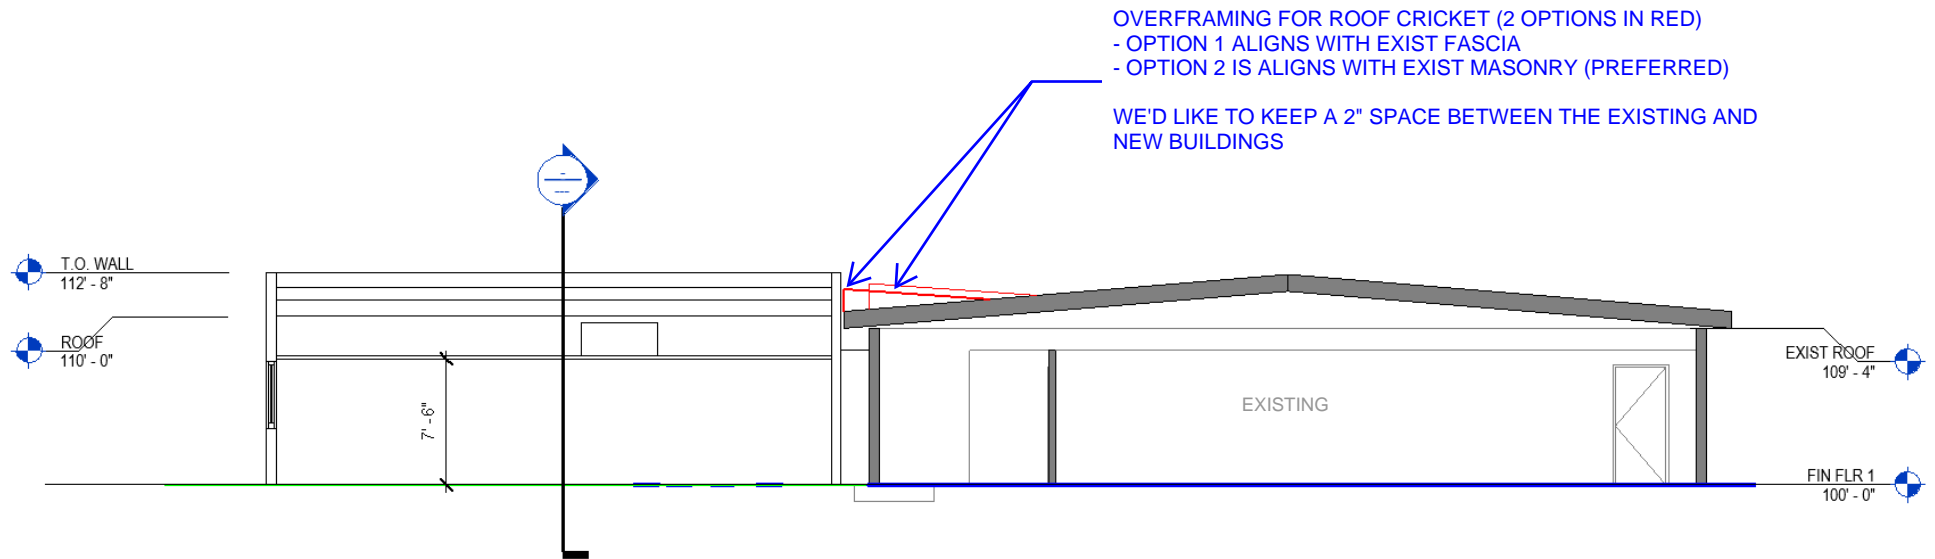 OVERFRAMING FOR ROOF CRICKET (2 OPTIONS IN RED)
- OPTION 1 ALIGNS WITH EXIST FASCIA
- OPTION 2 IS ALIGNS WITH EXIST MASONRY (PREFERRED)
WE'D LIKE TO KEEP A 2" SPACE BETWEEN THE EXISTING AND
NEW BUILDINGS
-
---
T.O. WALL
112' - 8"
ROOF
110' - 0"
7' - 6"
EXISTING
EXIST ROOF
109' - 4"
FIN FLR 1
100' - 0"